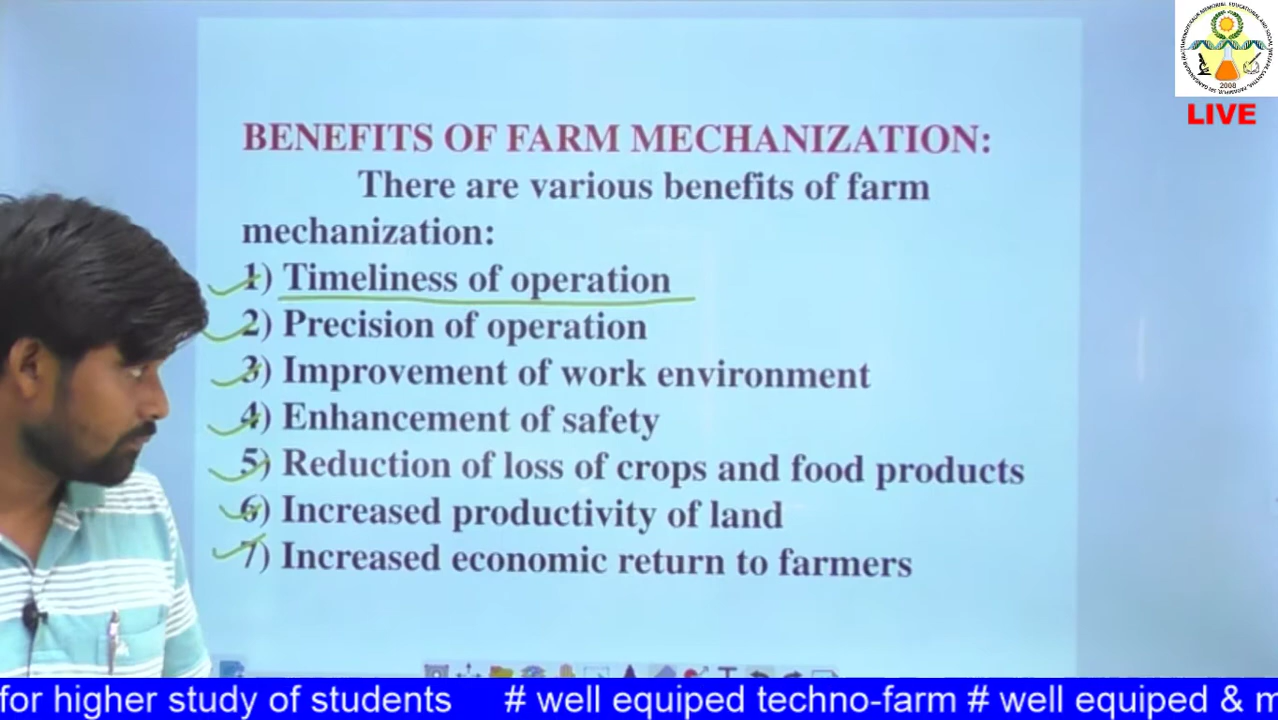 2008
LIVE
BENEFITS OF FARM MECHANIZATION:
There are various benefits of farm
mechanization:
1) Timeliness of operation
2) Precision of operation
3) Improvement of work environment
4) Enhancement of safety
5) Reduction of loss of crops and food products
6) Increased productivity of land
7) Increased economic return to farmers
for higher study of students # well equiped techno-farm # well equiped & m